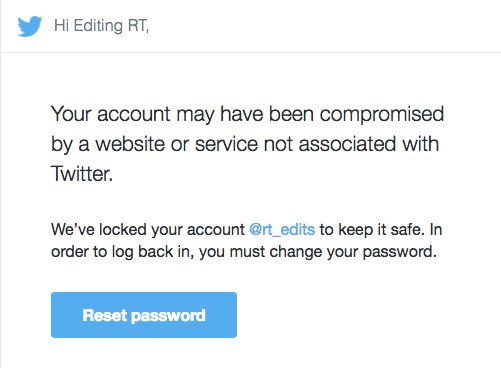 Hi Editing RT,
Your account may have been compromised
by a website or service not associated with
Twitter.
We've locked your account @rt_edits to keep it safe. In
order to log back in, you must change your password.
Reset password